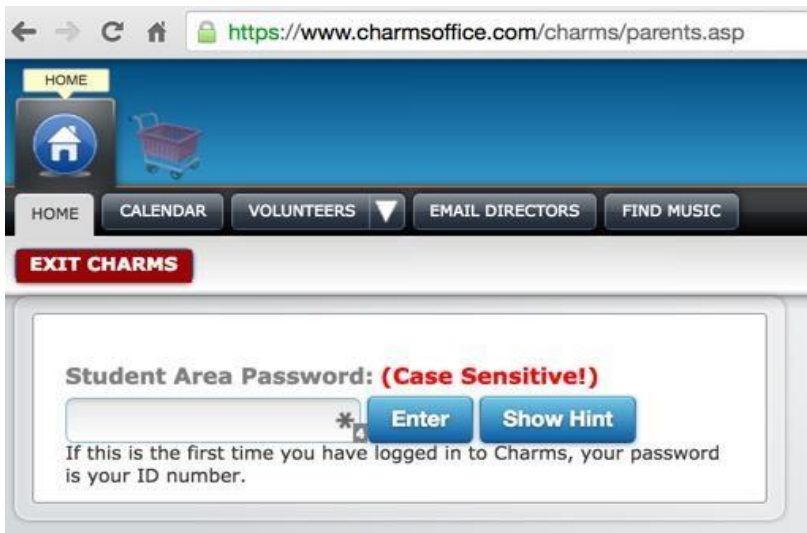 https://www.charmsoffice.com/charms/parents.asp
HOME
HOME CALENDAR VOLUNTEERS EMAIL DIRECTORS FIND MUSIC
EXIT CHARMS
Student Area Password: (Case Sensitive!)
* 4 Enter Show Hint
If this is the first time you have logged in to Charms, your password
is your ID number.